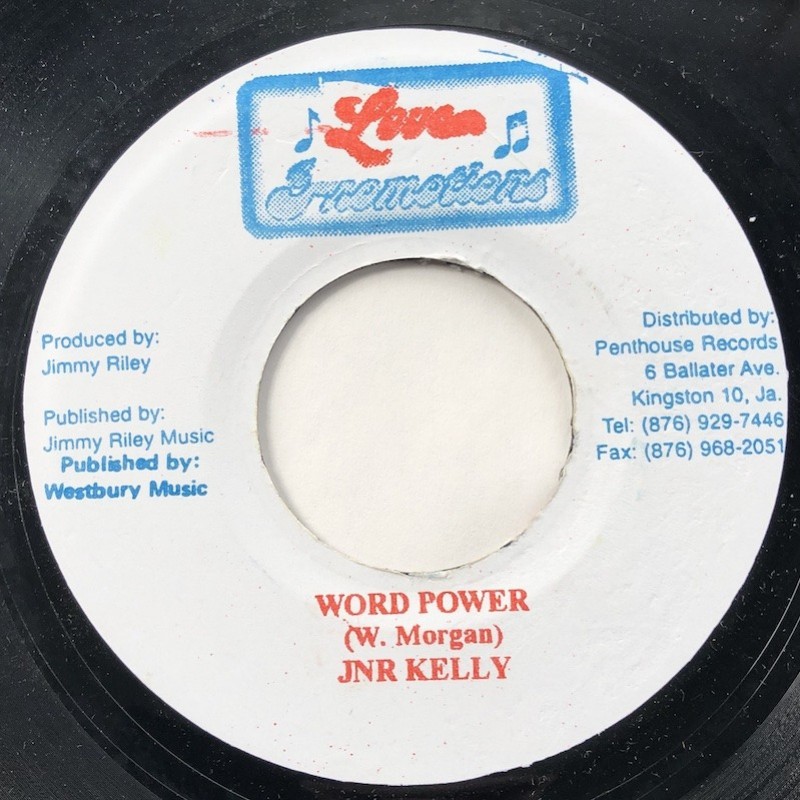 Love
Promotions
Produced by:
Jimmy Riley
Published by:
Jimmy Riley Music
Published by:
Westbury Music
Distributed by:
Penthouse Records
6 Ballater Ave.
Kingston 10, Ja.
Tel: (876) 929-7446
Fax: (876) 968-2051
WORD POWER
(W. Morgan)
JNR KELLY